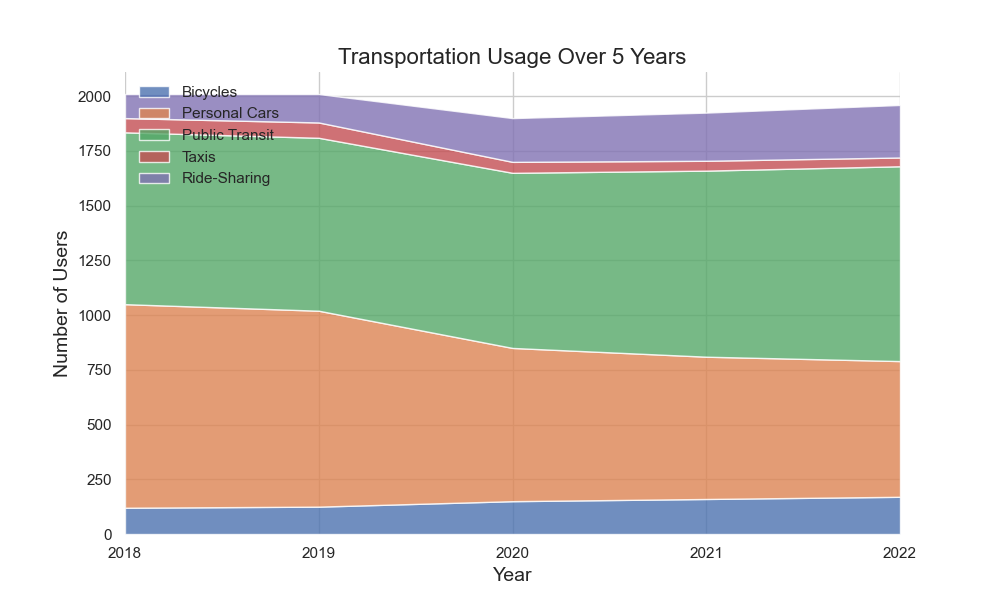 Transportation Usage Over 5 Years
Bicycles
Personal Cars
Public Transit
Taxis
Ride-Sharing
2000
1750
1500
1250
1000
750
500
250
0
Number of Users
2018 2019 2020 2021 2022
Year